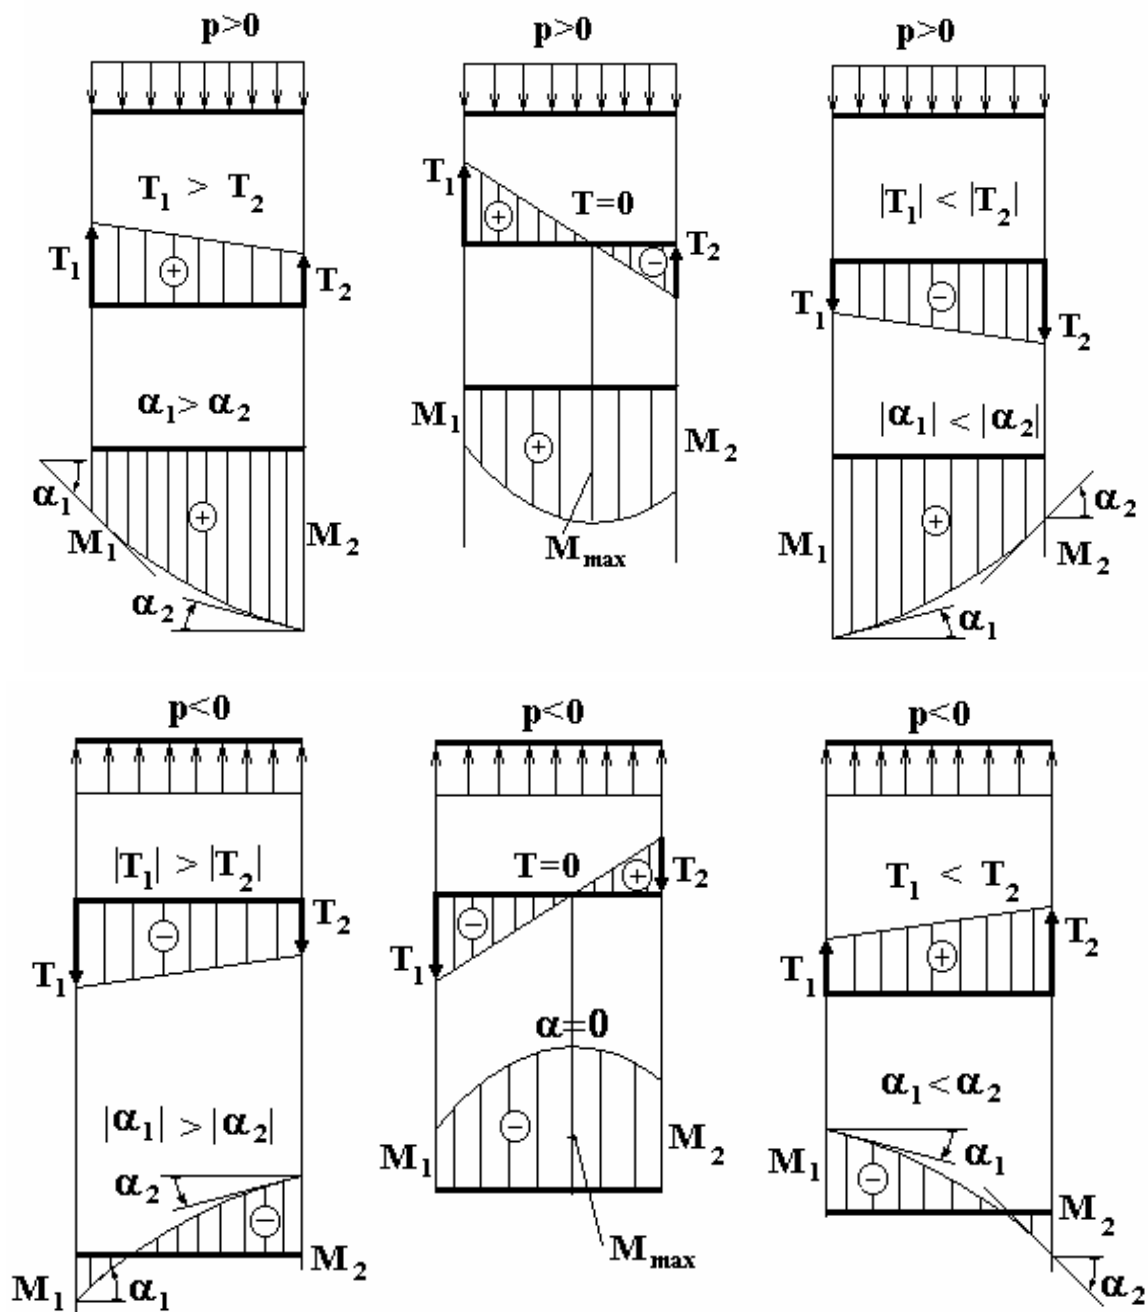 p>0 p>0 p>0
T₁ > T₂
T₁
T=0
|T₁| < |T₂|
T₁
+
T₂
+
−
T₂
−
T₁
T₂
α₁> α₂
M₁
M₂
|α₁| < |α₂|
α₁
M₁
+
M₂
+
Mmax
M₁
+
α₂
M₂
α₂
α₁
p<0 p<0 p<0
|T₁| > |T₂|
T=0
+
T₂
T₁ < T₂
−
T₂
T₁
−
T₁
T₁
+
T₂
α=0
|α₁| > |α₂|
α₂
−
M₁
M₂
α₁<α₂
M₁
−
α₁
M₂
M₁
α₁
−
M₂
Mmax
α₂